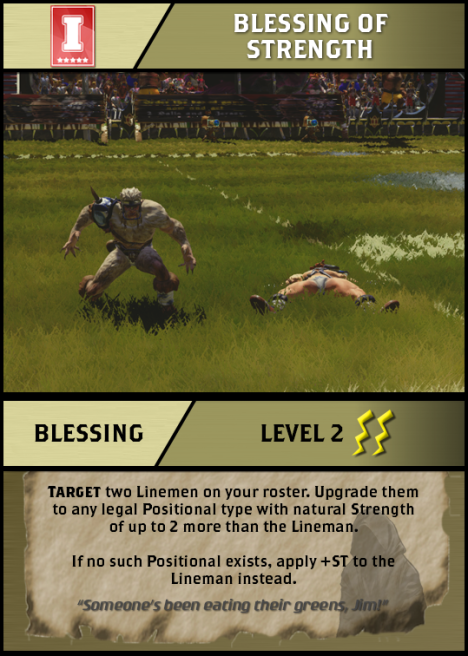 I
★★★★★
BLESSING OF
STRENGTH
BLESSING
LEVEL 2
TARGET two Linemen on your roster. Upgrade them
to any legal Positional type with natural Strength
of up to 2 more than the Lineman.
If no such Positional exists, apply +ST to the
Lineman instead.
“Someone's been eating their greens, Jim!”